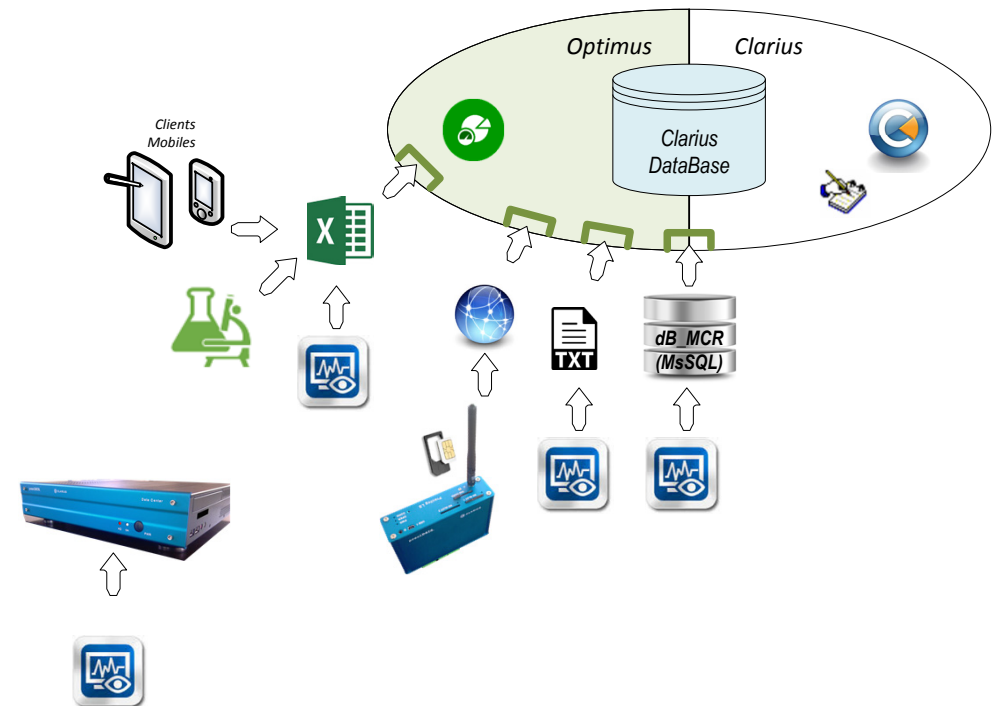 Optimus
Clarius
Clarius
DataBase
Clients
Mobiles
X
TXT
dB_MCR
(MsSQL)